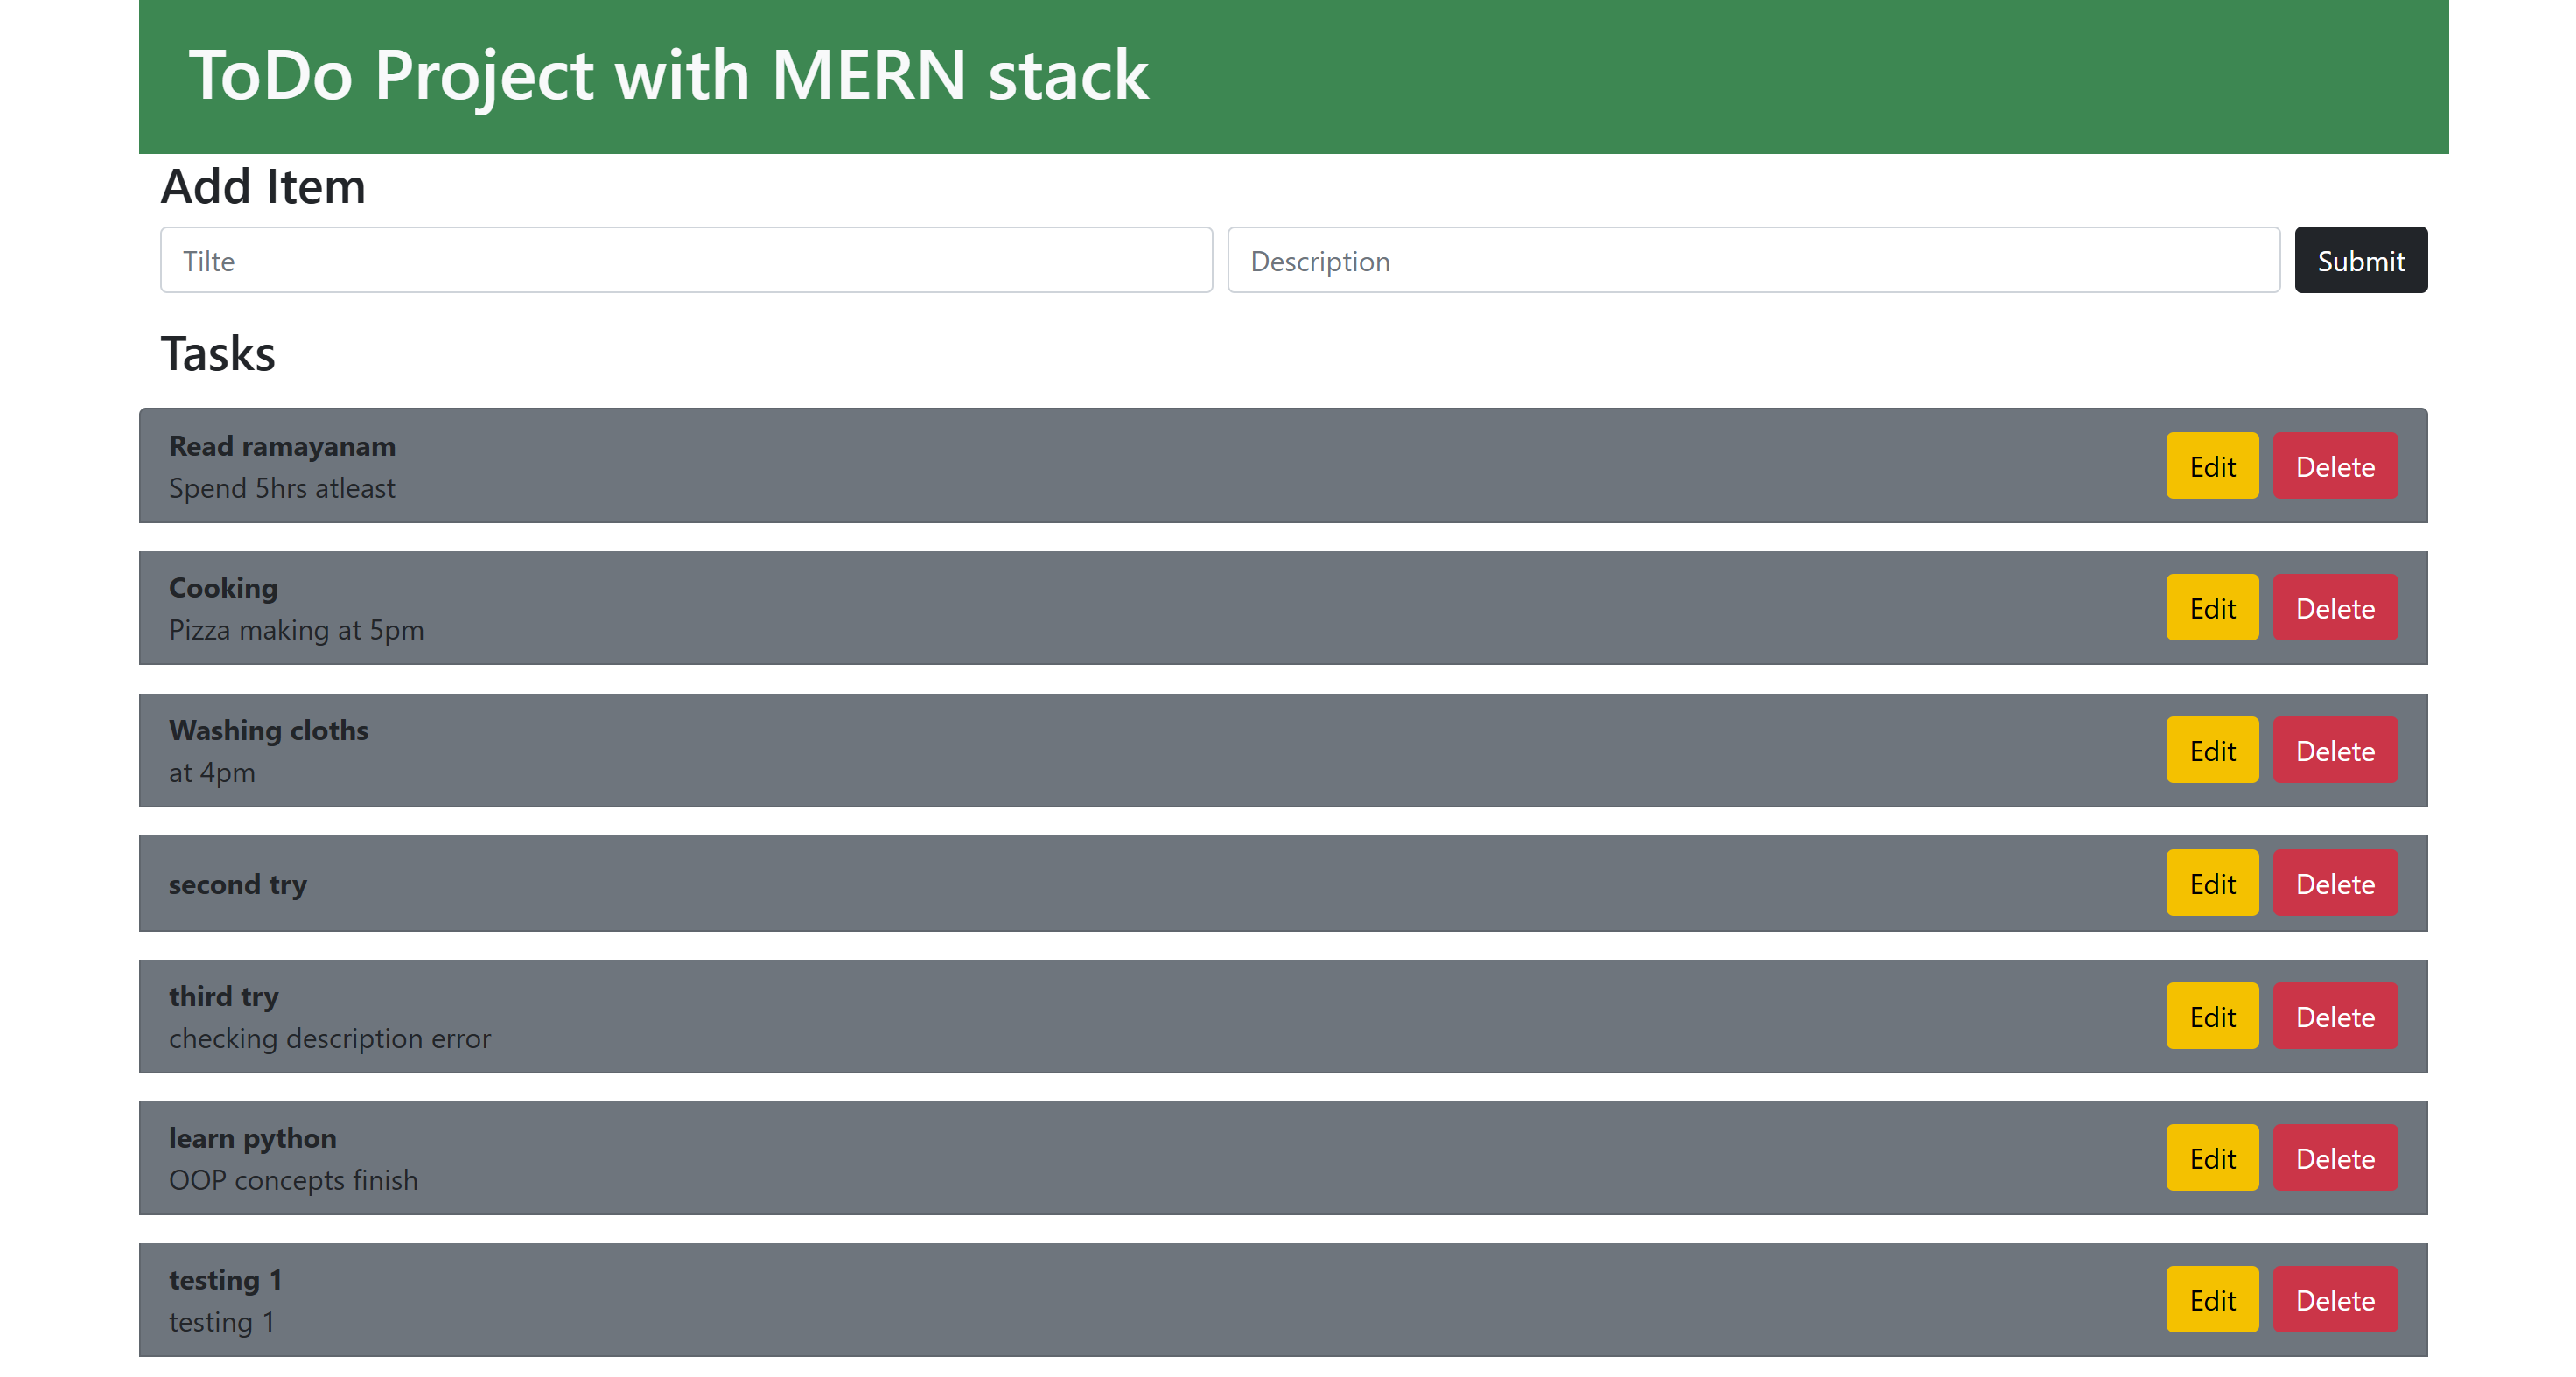 ToDo Project with MERN stack
Add Item
Tilte
Description
Submit
Tasks
Read ramayanam
Spend 5hrs atleast
Edit
Delete
Cooking
Pizza making at 5pm
Edit
Delete
Washing cloths
at 4pm
Edit
Delete
second try
Edit
Delete
third try
checking description error
Edit
Delete
learn python
OOP concepts finish
Edit
Delete
testing 1
testing 1
Edit
Delete